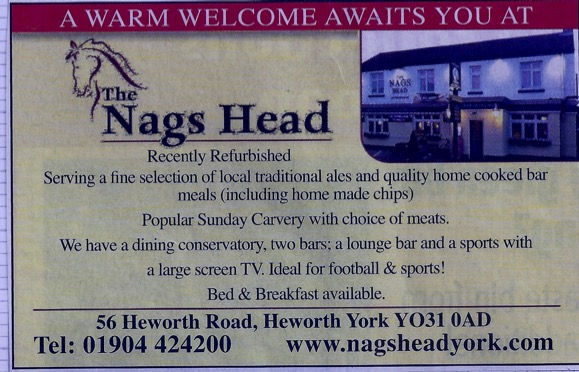 A WARM WELCOME AWAITS YOU AT
The
Nags Head
NAGS
HEAD
Recently Refurbished
Serving a fine selection of local traditional ales and quality home cooked bar
meals (including home made chips)
Popular Sunday Carvery with choice of meats.
We have a dining conservatory, two bars; a lounge bar and a sports with
a large screen TV. Ideal for football & sports!
Bed & Breakfast available.
56 Heworth Road, Heworth York YO31 0AD
Tel: 01904 424200 www.nagsheadyork.com